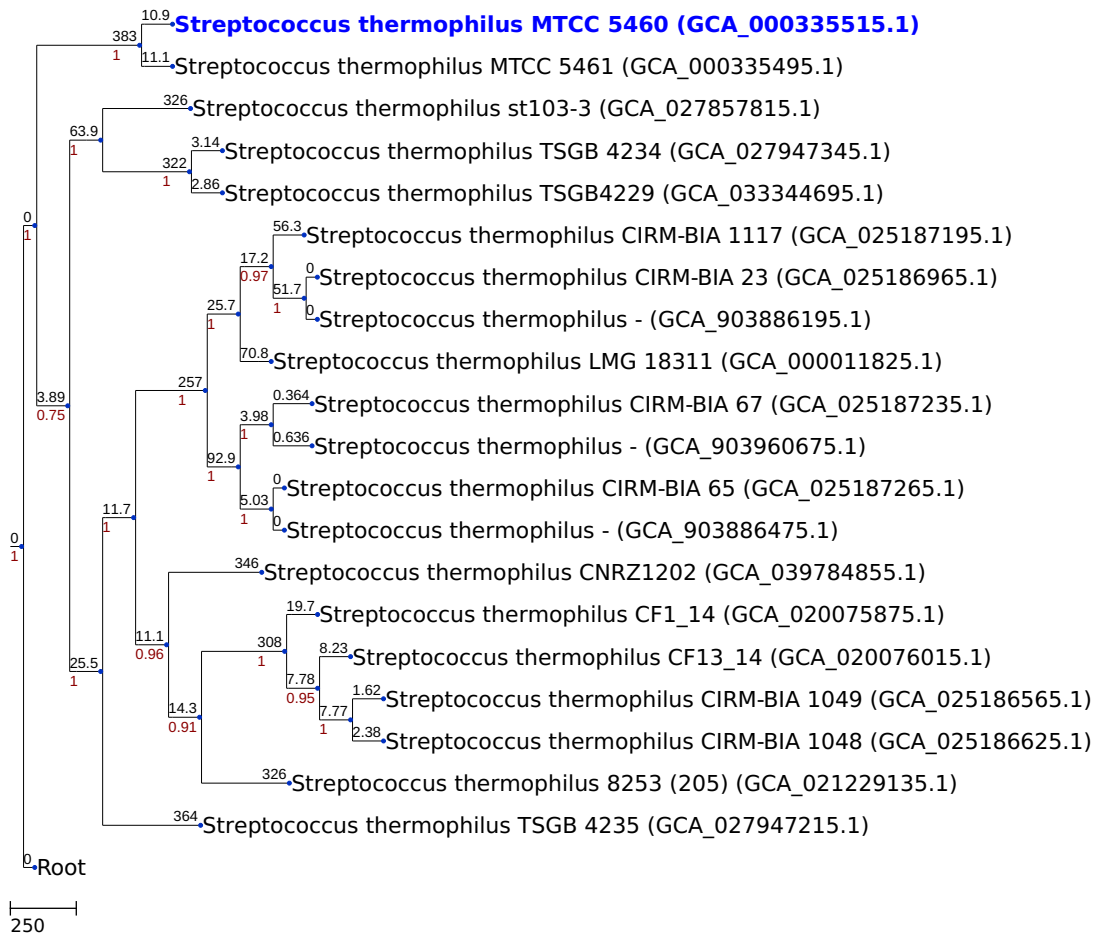 10.9
Streptococcus thermophilus MTCC 5460 (GCA_000335515.1)
383
1
11.1
Streptococcus thermophilus MTCC 5461 (GCA_000335495.1)
326
Streptococcus thermophilus st103-3 (GCA_027857815.1)
63.9
1
3.14
Streptococcus thermophilus TSGB 4234 (GCA_027947345.1)
322
1
2.86
Streptococcus thermophilus TSGB4229 (GCA_033344695.1)
0
1
56.3
Streptococcus thermophilus CIRM-BIA 1117 (GCA_025187195.1)
17.2
0.97
0
Streptococcus thermophilus CIRM-BIA 23 (GCA_025186965.1)
51.7
1
0
Streptococcus thermophilus - (GCA_903886195.1)
25.7
1
70.8
Streptococcus thermophilus LMG 18311 (GCA_000011825.1)
257
1
3.89
0.75
0.364
Streptococcus thermophilus CIRM-BIA 67 (GCA_025187235.1)
3.98
1
0.636
Streptococcus thermophilus - (GCA_903960675.1)
92.9
1
0
Streptococcus thermophilus CIRM-BIA 65 (GCA_025187265.1)
5.03
1
0
Streptococcus thermophilus - (GCA_903886475.1)
11.7
1
0
1
346
Streptococcus thermophilus CNRZ1202 (GCA_039784855.1)
19.7
Streptococcus thermophilus CF1_14 (GCA_020075875.1)
11.1
0.96
308
1
8.23
Streptococcus thermophilus CF13_14 (GCA_020076015.1)
25.5
1
7.78
0.95
1.62
Streptococcus thermophilus CIRM-BIA 1049 (GCA_025186565.1)
14.3
0.91
7.77
1
2.38
Streptococcus thermophilus CIRM-BIA 1048 (GCA_025186625.1)
326
Streptococcus thermophilus 8253 (205) (GCA_021229135.1)
364
Streptococcus thermophilus TSGB 4235 (GCA_027947215.1)
0
Root
250